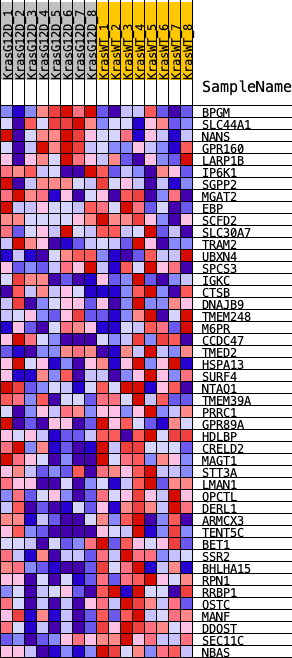 KrasG12D_1
KrasG12D_2
KrasG12D_3
KrasG12D_4
KrasG12D_5
KrasG12D_6
KrasG12D_7
KrasG12D_8
KrasWT_1
KrasWT_2
KrasWT_3
KrasWT_4
KrasWT_5
KrasWT_6
KrasWT_7
KrasWT_8
SampleName
BPGM
SLC44A1
NANS
GPR160
LARP1B
IP6K1
SGPP2
MGAT2
EBP
SCFD2
SLC30A7
TRAM2
UBXN4
SPCS3
IGKC
CTSB
DNAJB9
TMEM248
M6PR
CCDC47
TMED2
HSPA13
SURF4
NTAO1
TMEM39A
PRRC1
GPR89A
HDLBP
CRELD2
MAGT1
STT3A
LMAN1
OPCTL
DERL1
ARMCX3
TENT5C
BET1
SSR2
BHLHA15
RPN1
RRBP1
OSTC
MANF
DDOST
SEC11C
NBAS